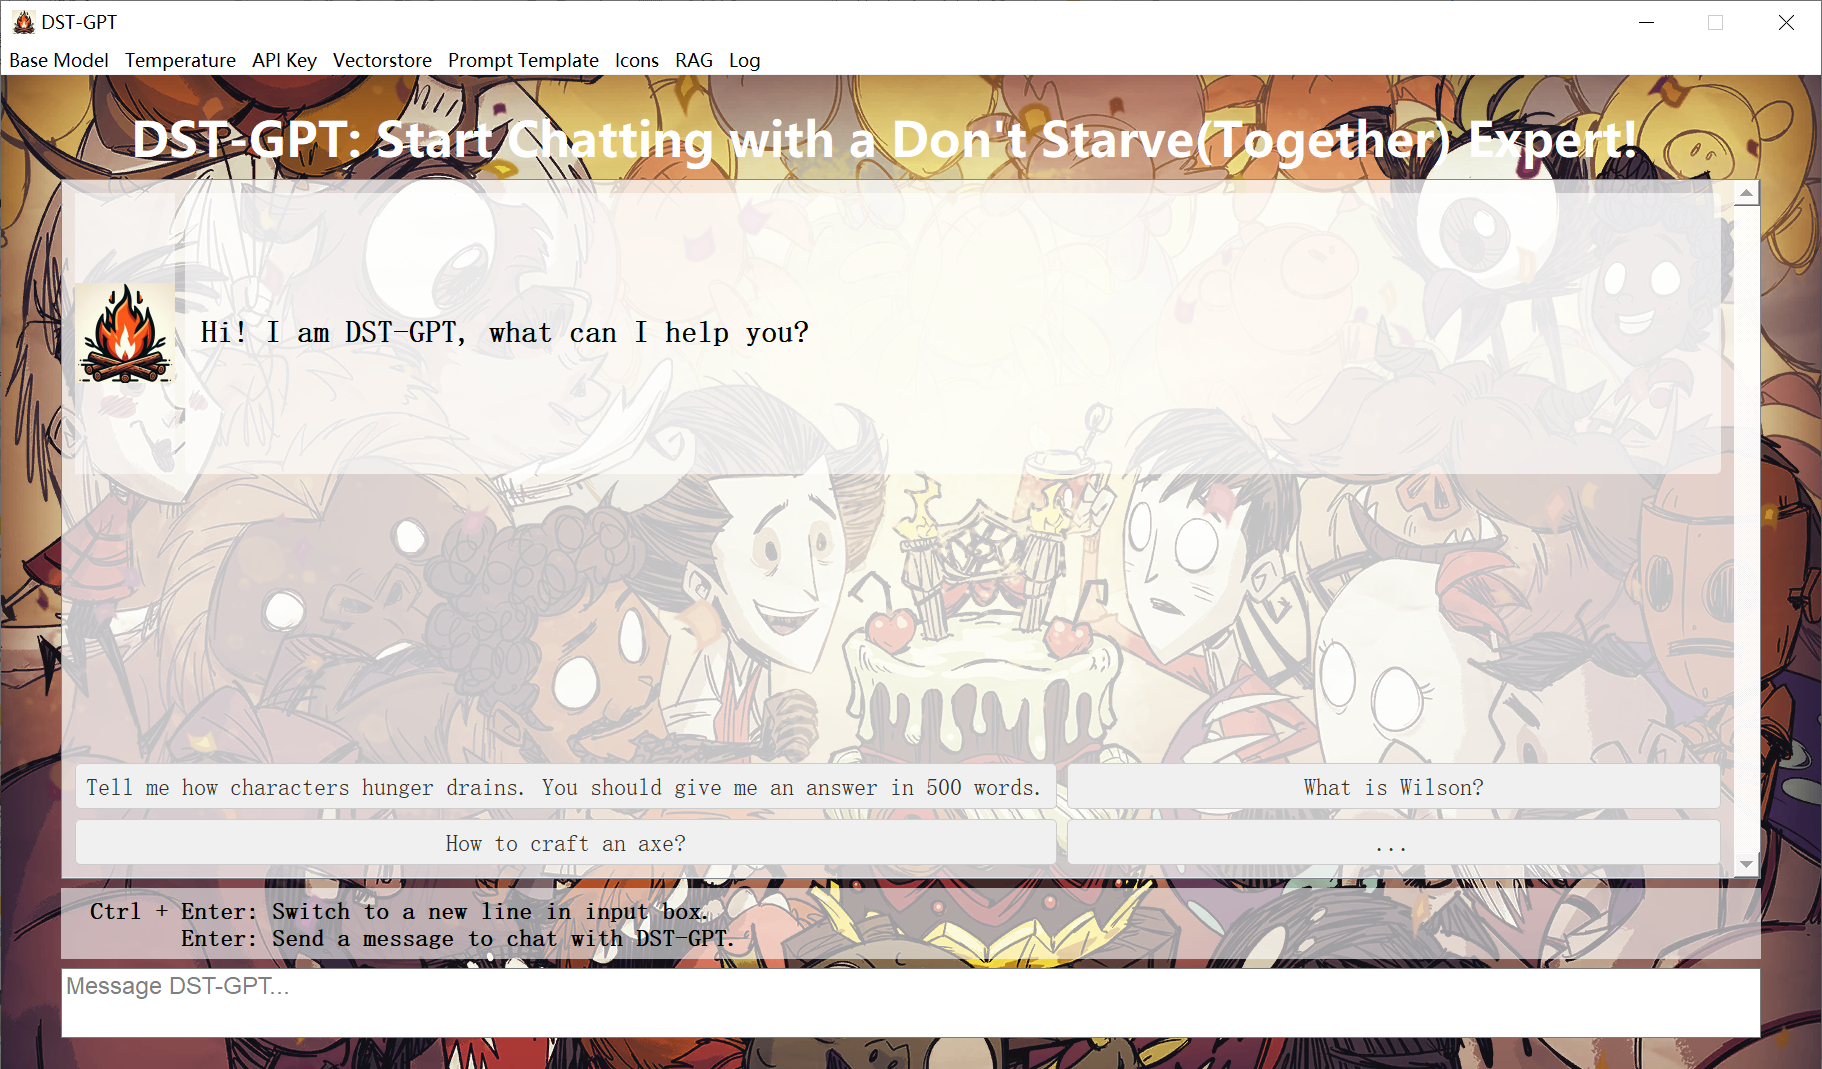 DST-GPT
Base Model Temperature API Key Vectorstore Prompt Template Icons RAG Log
DST-GPT: Start Chatting with a Don't Starve(Together) Expert!
Hi! I am DST-GPT, what can I help you?
Tell me how characters hunger drains. You should give me an answer in 500 words.
What is Wilson?
How to craft an axe?
...
Ctrl + Enter: Switch to a new line in input box.
Enter: Send a message to chat with DST-GPT.
Message DST-GPT...